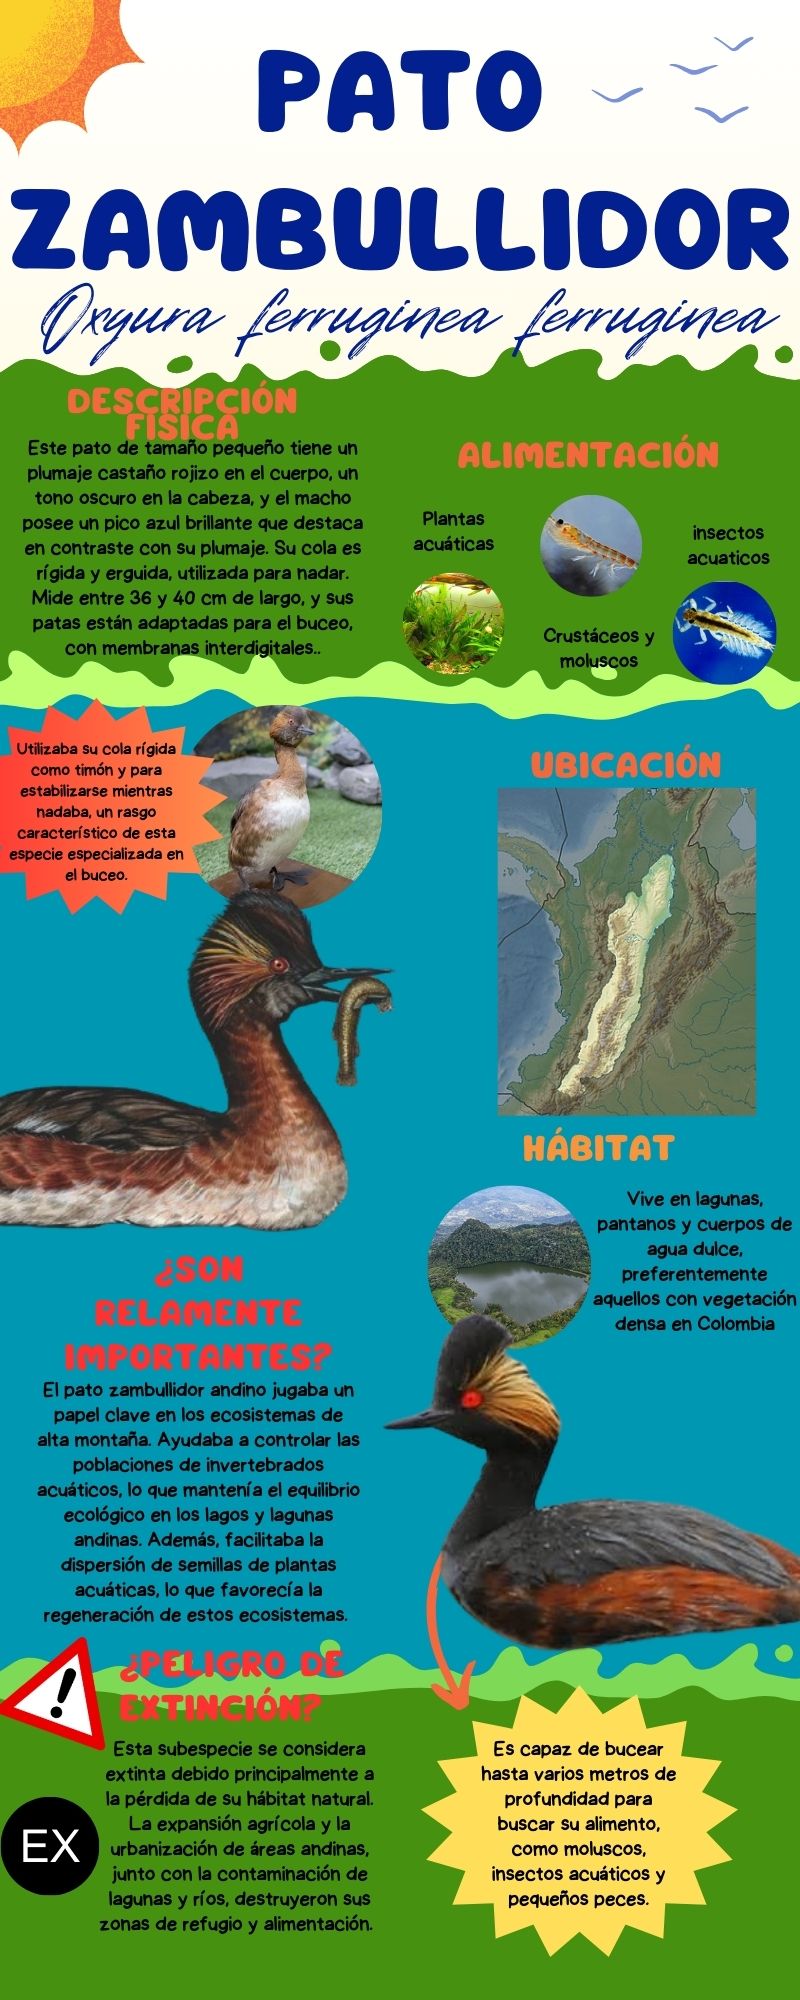 PATO
ZAMBULLIDOR
Oxyura ferruginea ferruginea
DESCRIPCIÓN
FISICA
Este pato de tamaño pequeño tiene un
plumaje castaño rojizo en el cuerpo, un
tono oscuro en la cabeza, y el macho
posee un pico azul brillante que destaca
en contraste con su plumaje. Su cola es
rígida y erguida, utilizada para nadar.
Mide entre 36 y 40 cm de largo, y sus
patas están adaptadas para el buceo,
con membranas interdigitales..
ALIMENTACIÓN
Plantas
acuáticas
Crustáceos y
moluscos
insectos
acuaticos
Utilizaba su cola rígida
como timón y para
estabilizarse mientras
nadaba, un rasgo
característico de esta
especie especializada en
el buceo.
UBICACIÓN
HÁBITAT
Vive en lagunas,
pantanos y cuerpos de
agua dulce,
preferentemente
aquellos con vegetación
densa en Colombia
¿SON
RELAMENTE
IMPORTANTES?
El pato zambullidor andino jugaba un
papel clave en los ecosistemas de
alta montaña. Ayudaba a controlar las
poblaciones de invertebrados
acuáticos, lo que mantenía el equilibrio
ecológico en los lagos y lagunas
andinas. Además, facilitaba la
dispersión de semillas de plantas
acuáticas, lo que favorecía la
regeneración de estos ecosistemas.
!
¿PELIGRO DE
EXTINCIÓN?
Esta subespecie se considera
extinta debido principalmente a
la pérdida de su hábitat natural.
La expansión agrícola y la
urbanización de áreas andinas,
junto con la contaminación de
lagunas y ríos, destruyeron sus
zonas de refugio y alimentación.
EX
Es capaz de bucear
hasta varios metros de
profundidad para
buscar su alimento,
como moluscos,
insectos acuáticos y
pequeños peces.